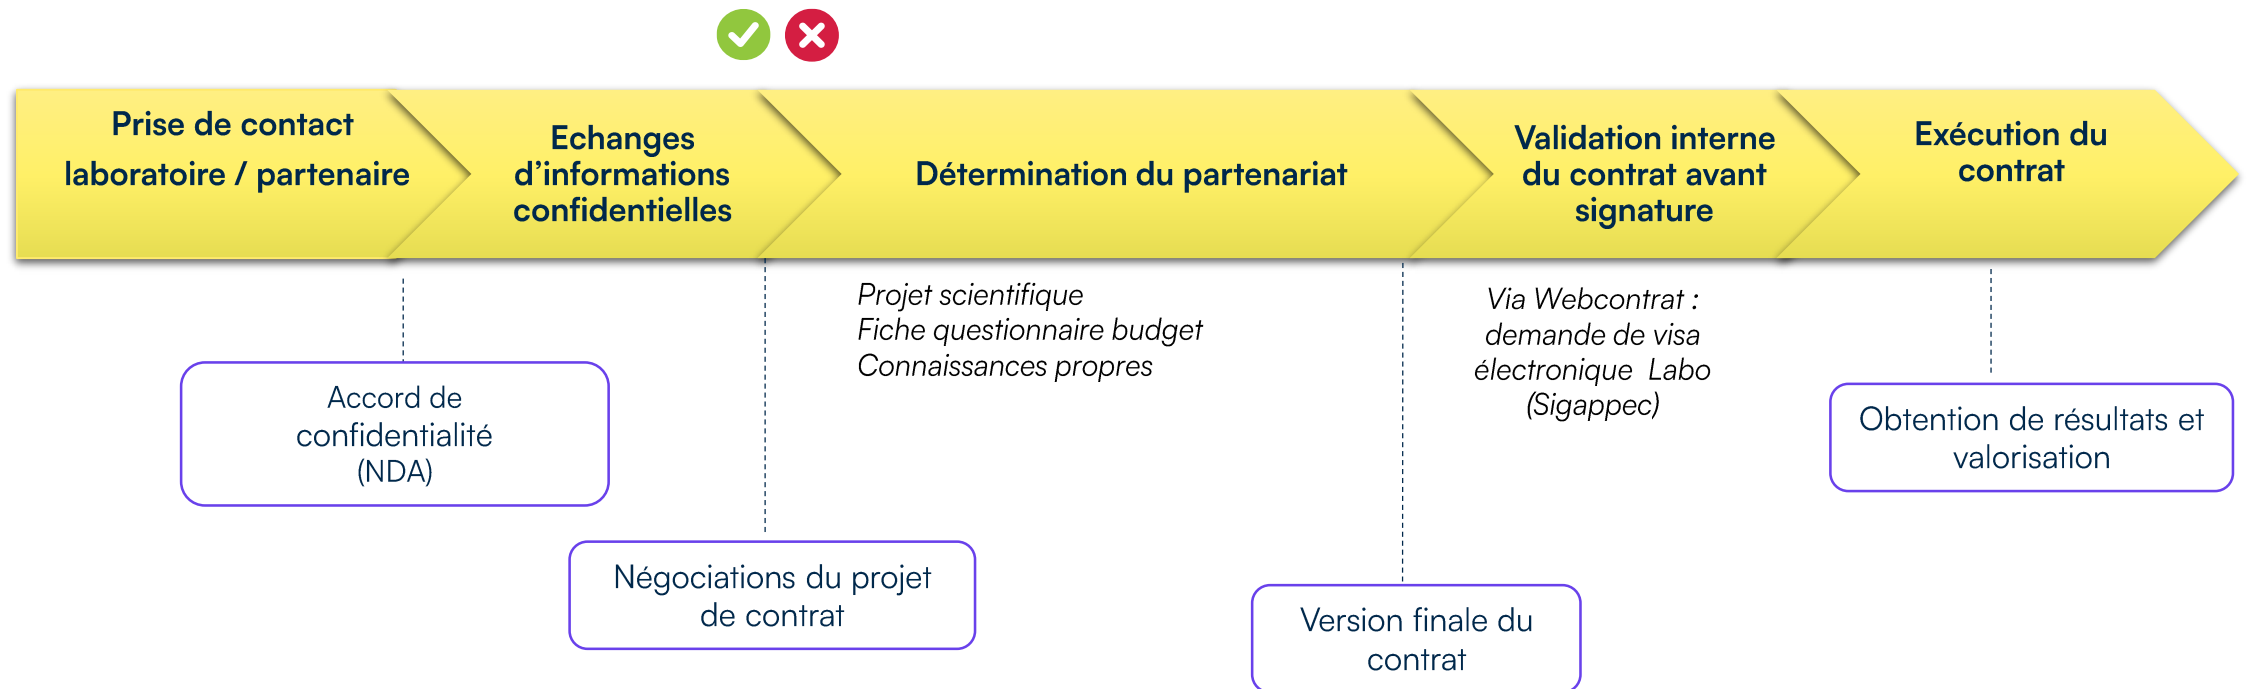 Prise de contact
laboratoire / partenaire
Echanges
d'informations
confidentielles
Détermination du partenariat
Validation interne
du contrat avant
signature
Exécution du
contrat
Projet scientifique
Fiche questionnaire budget
Connaissances propres
Via Webcontrat :
demande de visa
électronique  Labo
(Sigappec)
Accord de
confidentialité
(NDA)
Obtention de résultats et
valorisation
Négociations du projet
de contrat
Version finale du
contrat